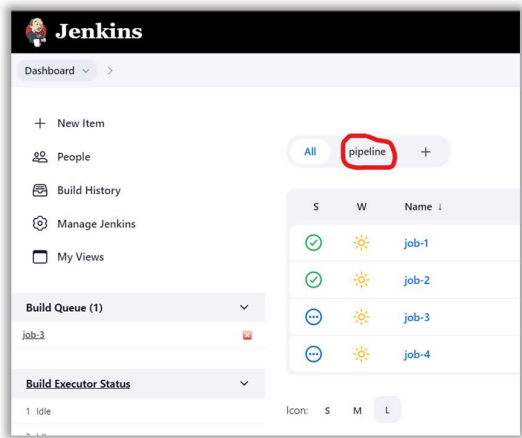 Jenkins
Dashboard
New Item
People
Build History
Manage Jenkins
My Views
Build Queue (1)
job-3
Build Executor Status
1 Idle
All pipeline +
S W Name ↓
job-1
job-2
job-3
job-4
Icon: S M L